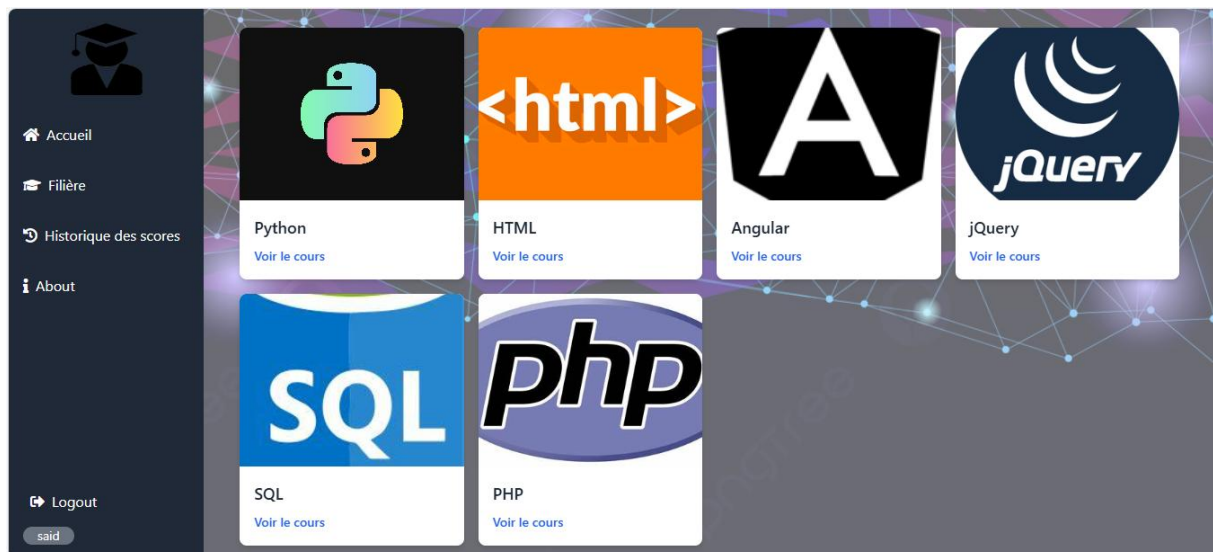 Accueil
Filière
Historique des scores
About
Logout
said
<html>
A
jQuery
Python
Voir le cours
HTML
Voir le cours
Angular
Voir le cours
jQuery
Voir le cours
SQL
php
SQL
Voir le cours
PHP
Voir le cours
pngtree